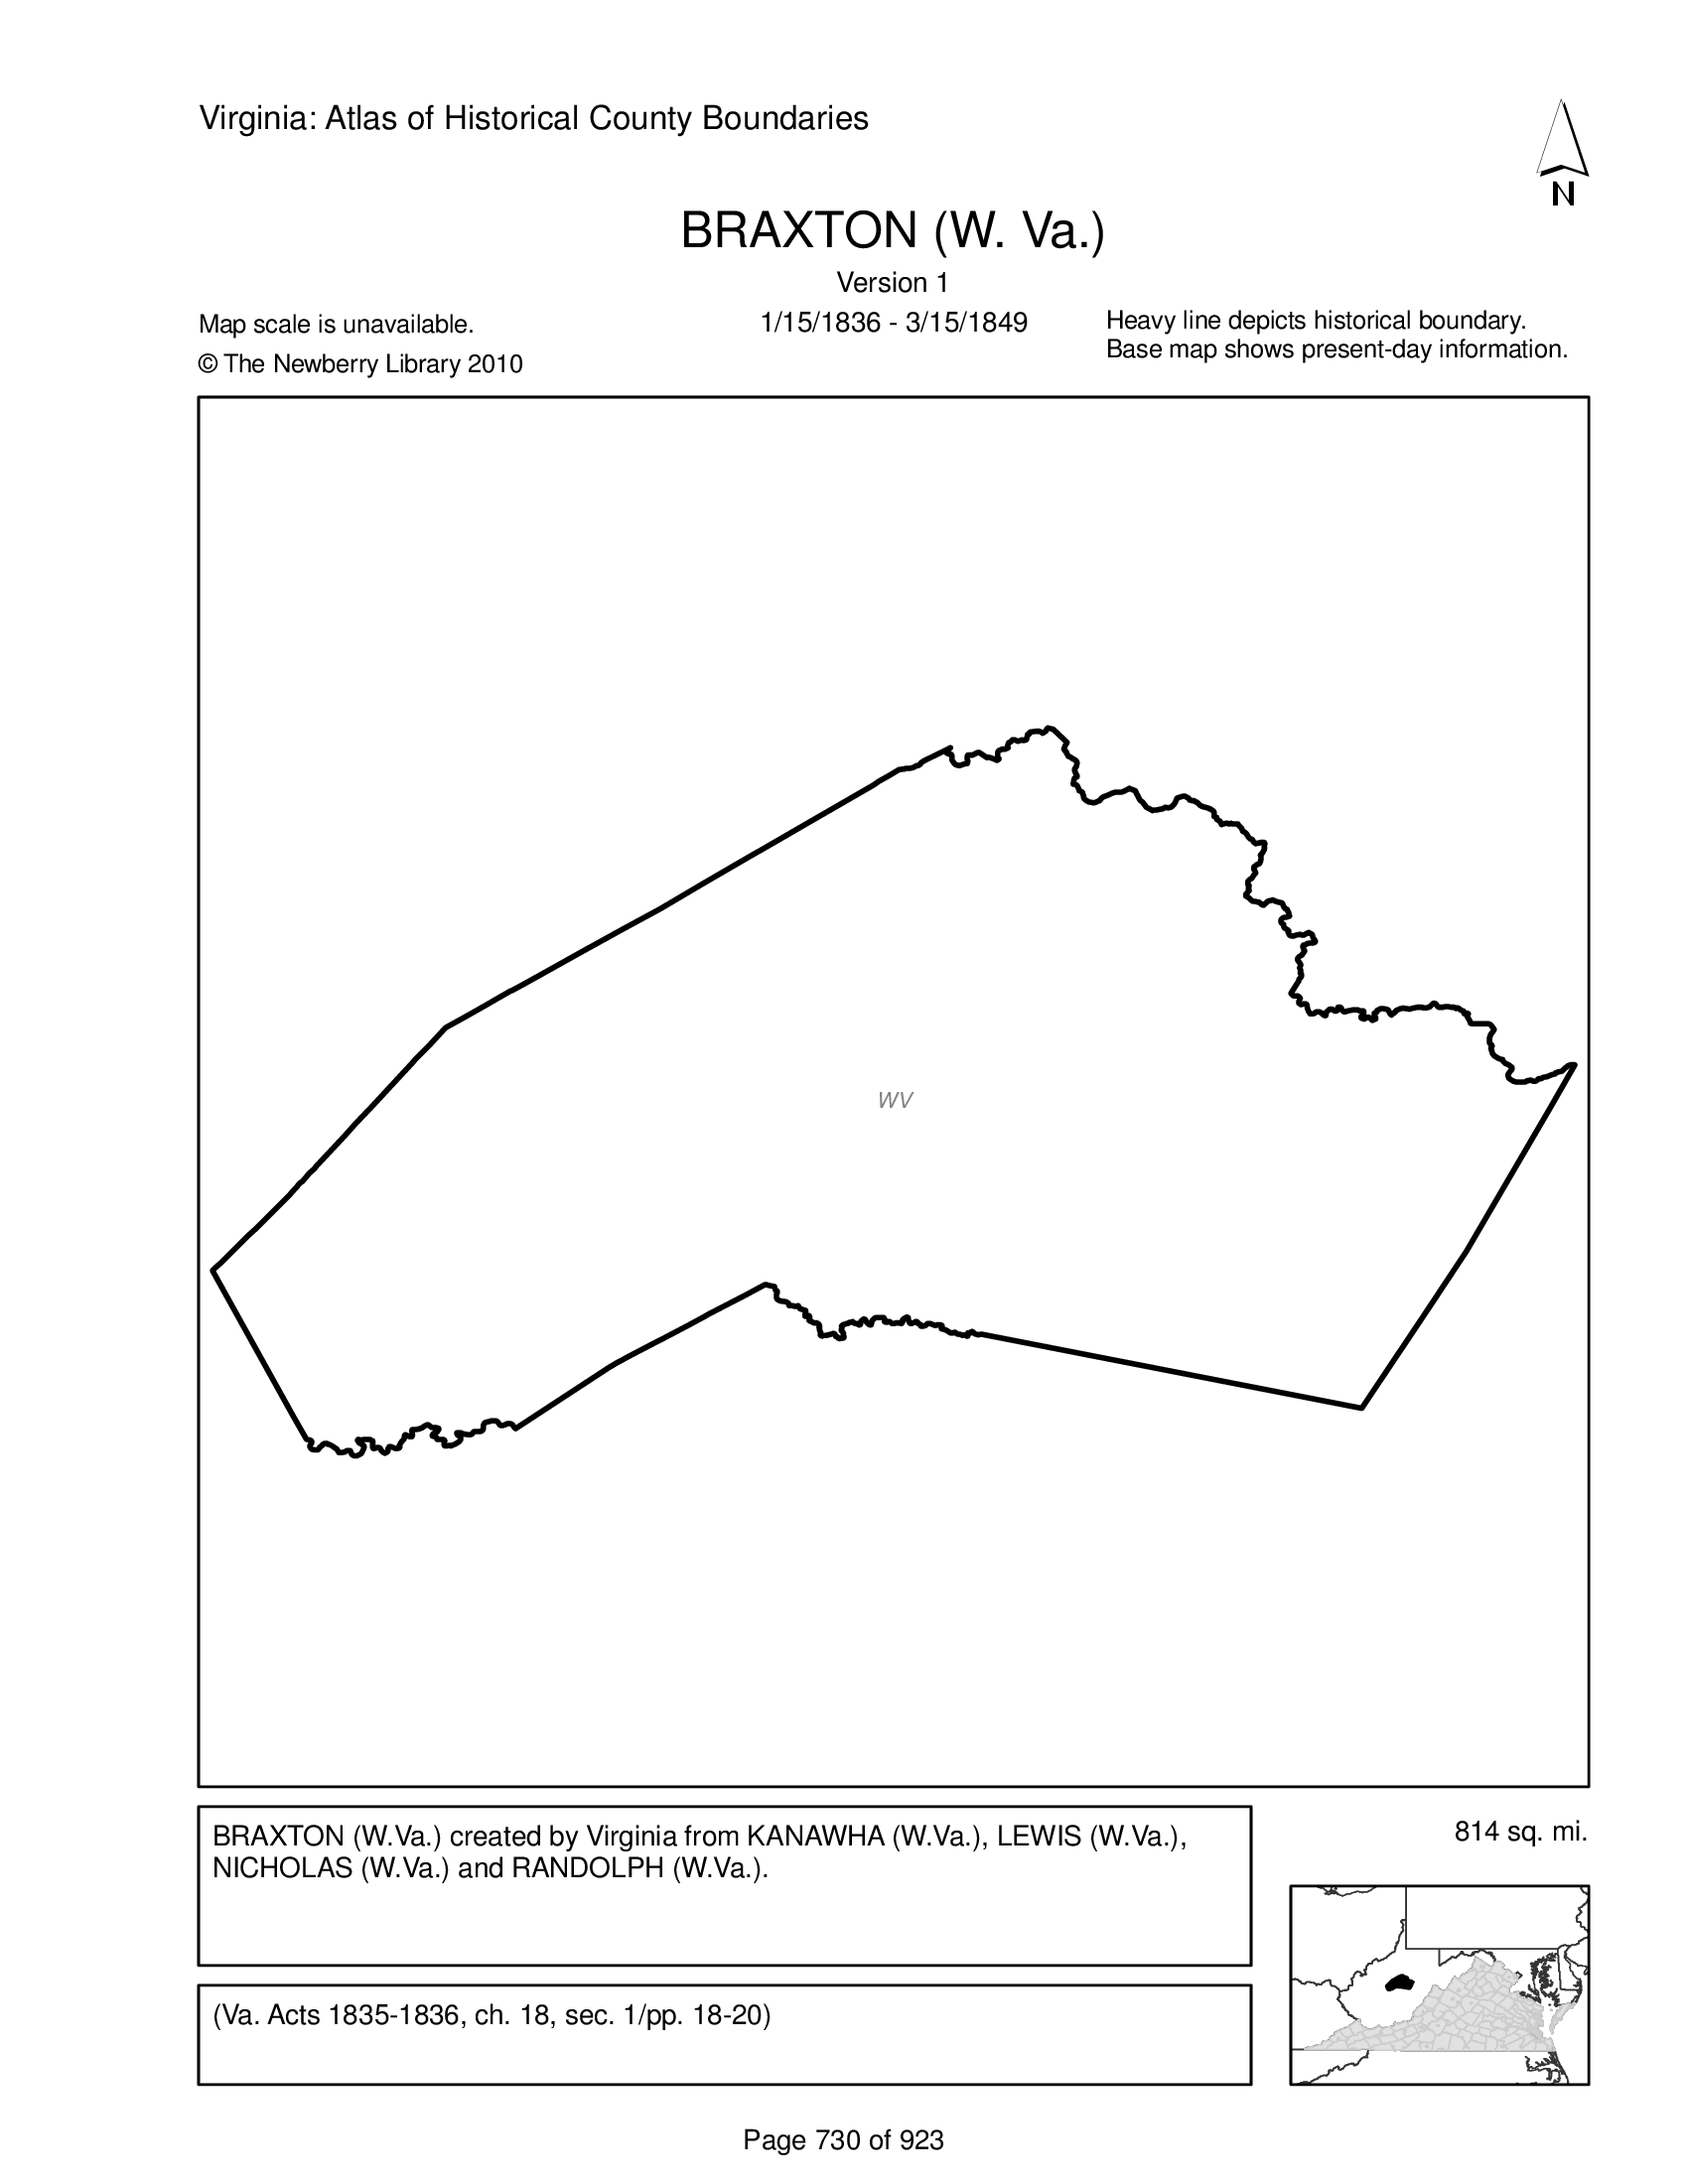 Virginia: Atlas of Historical County Boundaries
N
BRAXTON (W. Va.)
Version 1
1/15/1836 - 3/15/1849
Map scale is unavailable.
© The Newberry Library 2010
Heavy line depicts historical boundary.
Base map shows present-day information.
WV
BRAXTON (W.Va.) created by Virginia from KANAWHA (W.Va.), LEWIS (W.Va.),
NICHOLAS (W.Va.) and RANDOLPH (W.Va.).
814 sq. mi.
(Va. Acts 1835-1836, ch. 18, sec. 1/pp. 18-20)
Page 730 of 923